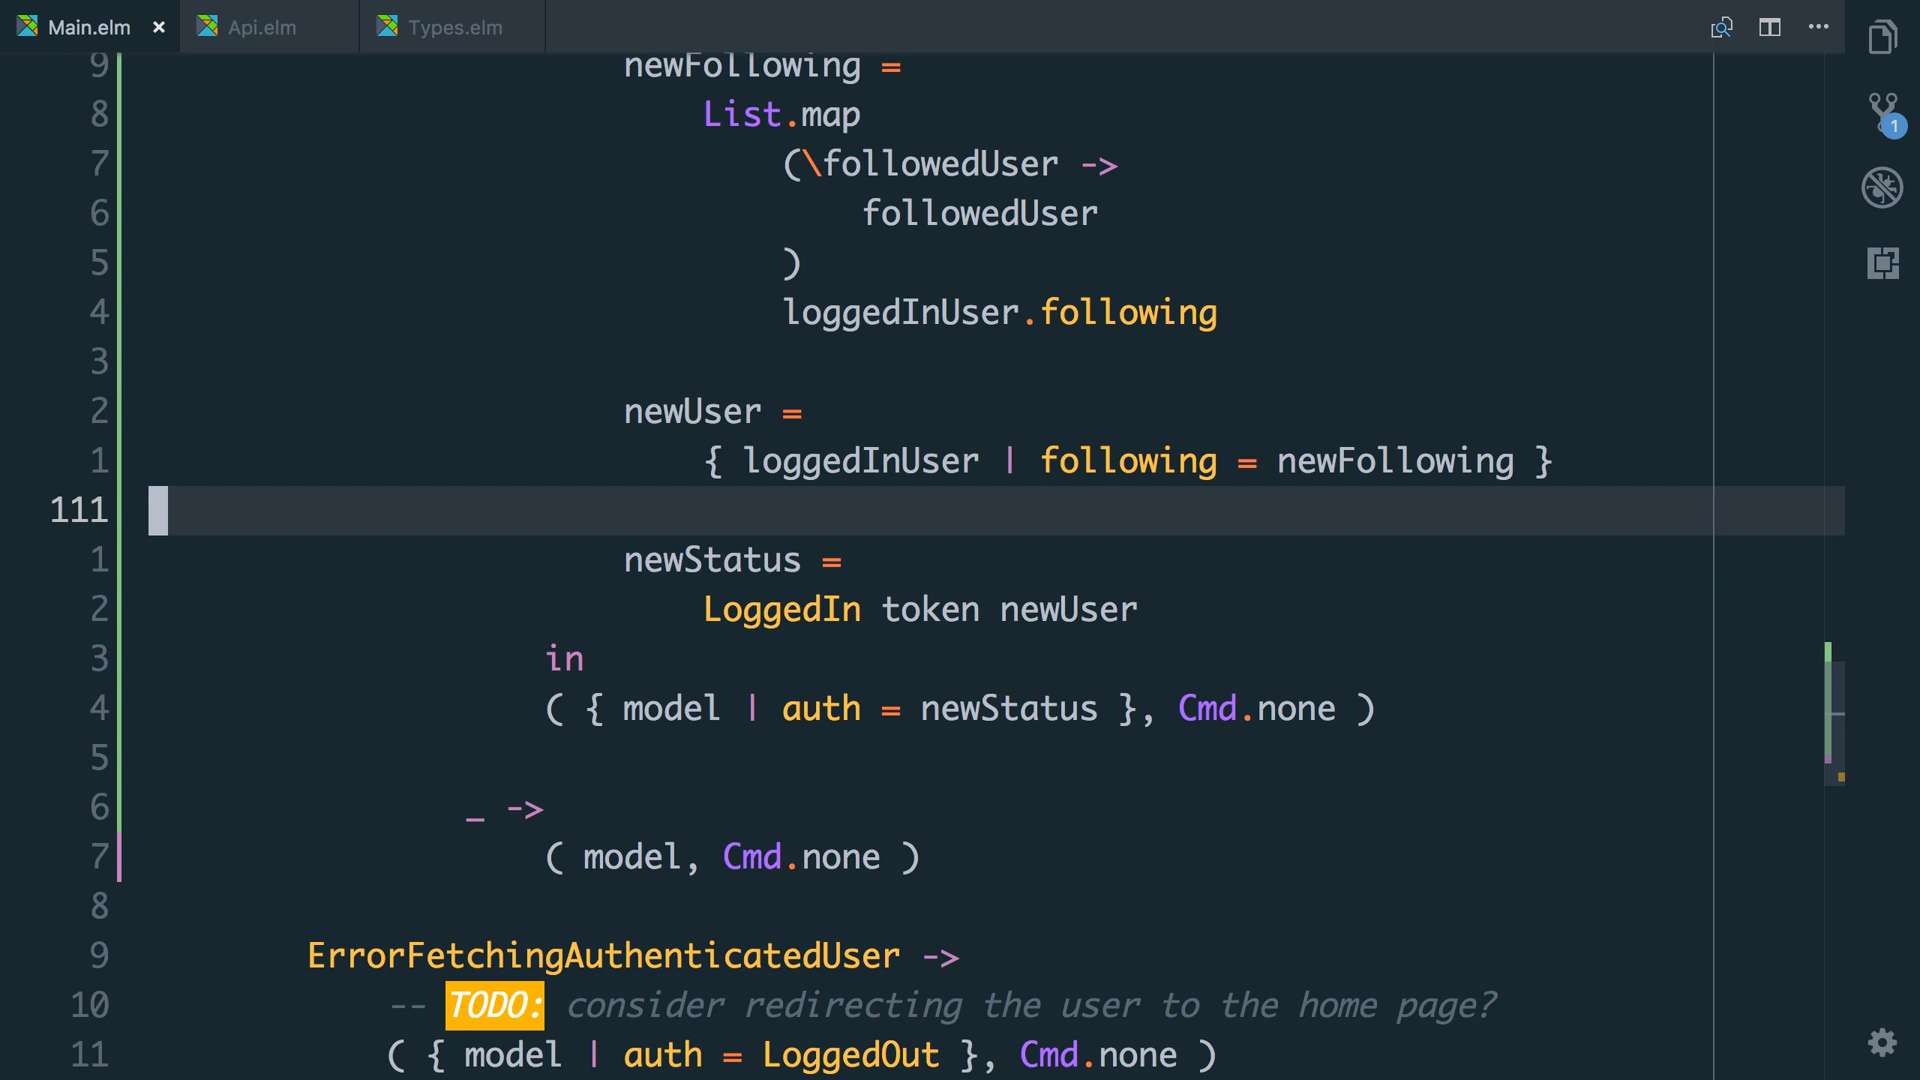 Main.elm × Api.elm Types.elm
9 newFollowing =
8 List.map
7 (\followedUser ->
6 followedUser
5 )
4 loggedInUser.following
3
2 newUser =
1 { loggedInUser | following = newFollowing }
111
1 newStatus =
2 LoggedIn token newUser
3 in
4 ( { model | auth = newStatus }, Cmd.none )
5
6 _ ->
7 ( model, Cmd.none )
8
9 ErrorFetchingAuthenticatedUser ->
10 -- TODO: consider redirecting the user to the home page?
11 ( { model | auth = LoggedOut }, Cmd.none )
1